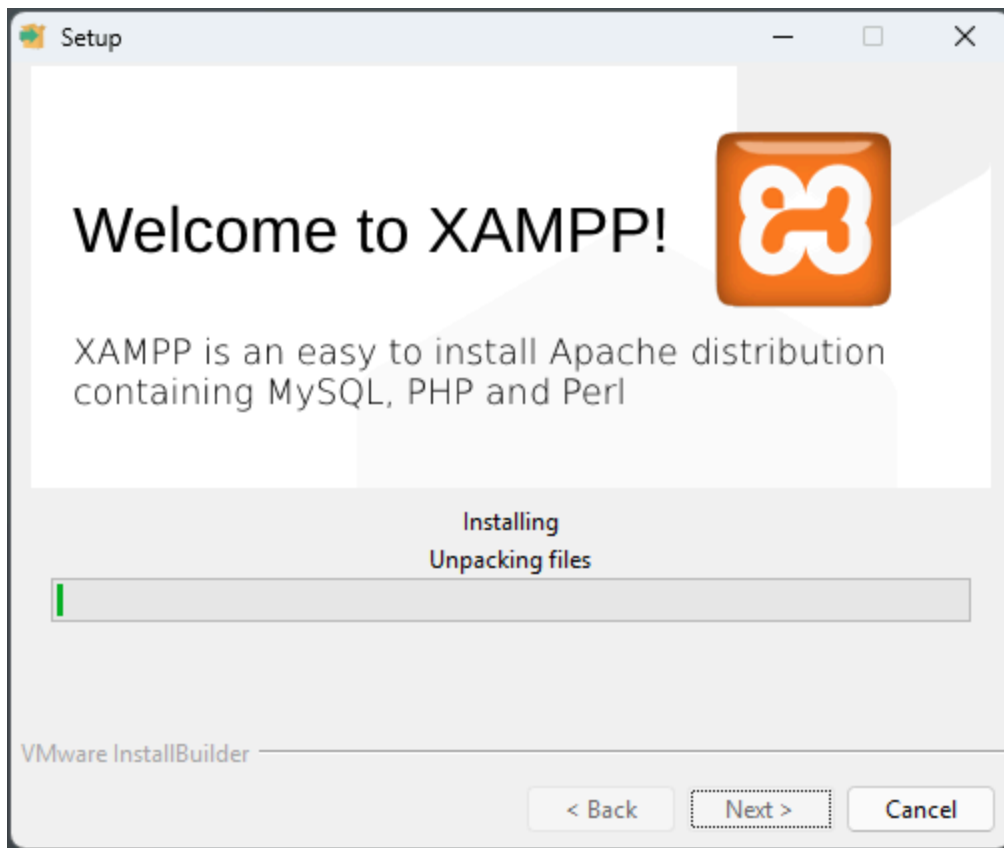 Setup
Welcome to XAMPP!
XAMPP is an easy to install Apache distribution
containing MySQL, PHP and Perl
Installing
Unpacking files
VMware InstallBuilder
< Back
Next >
Cancel